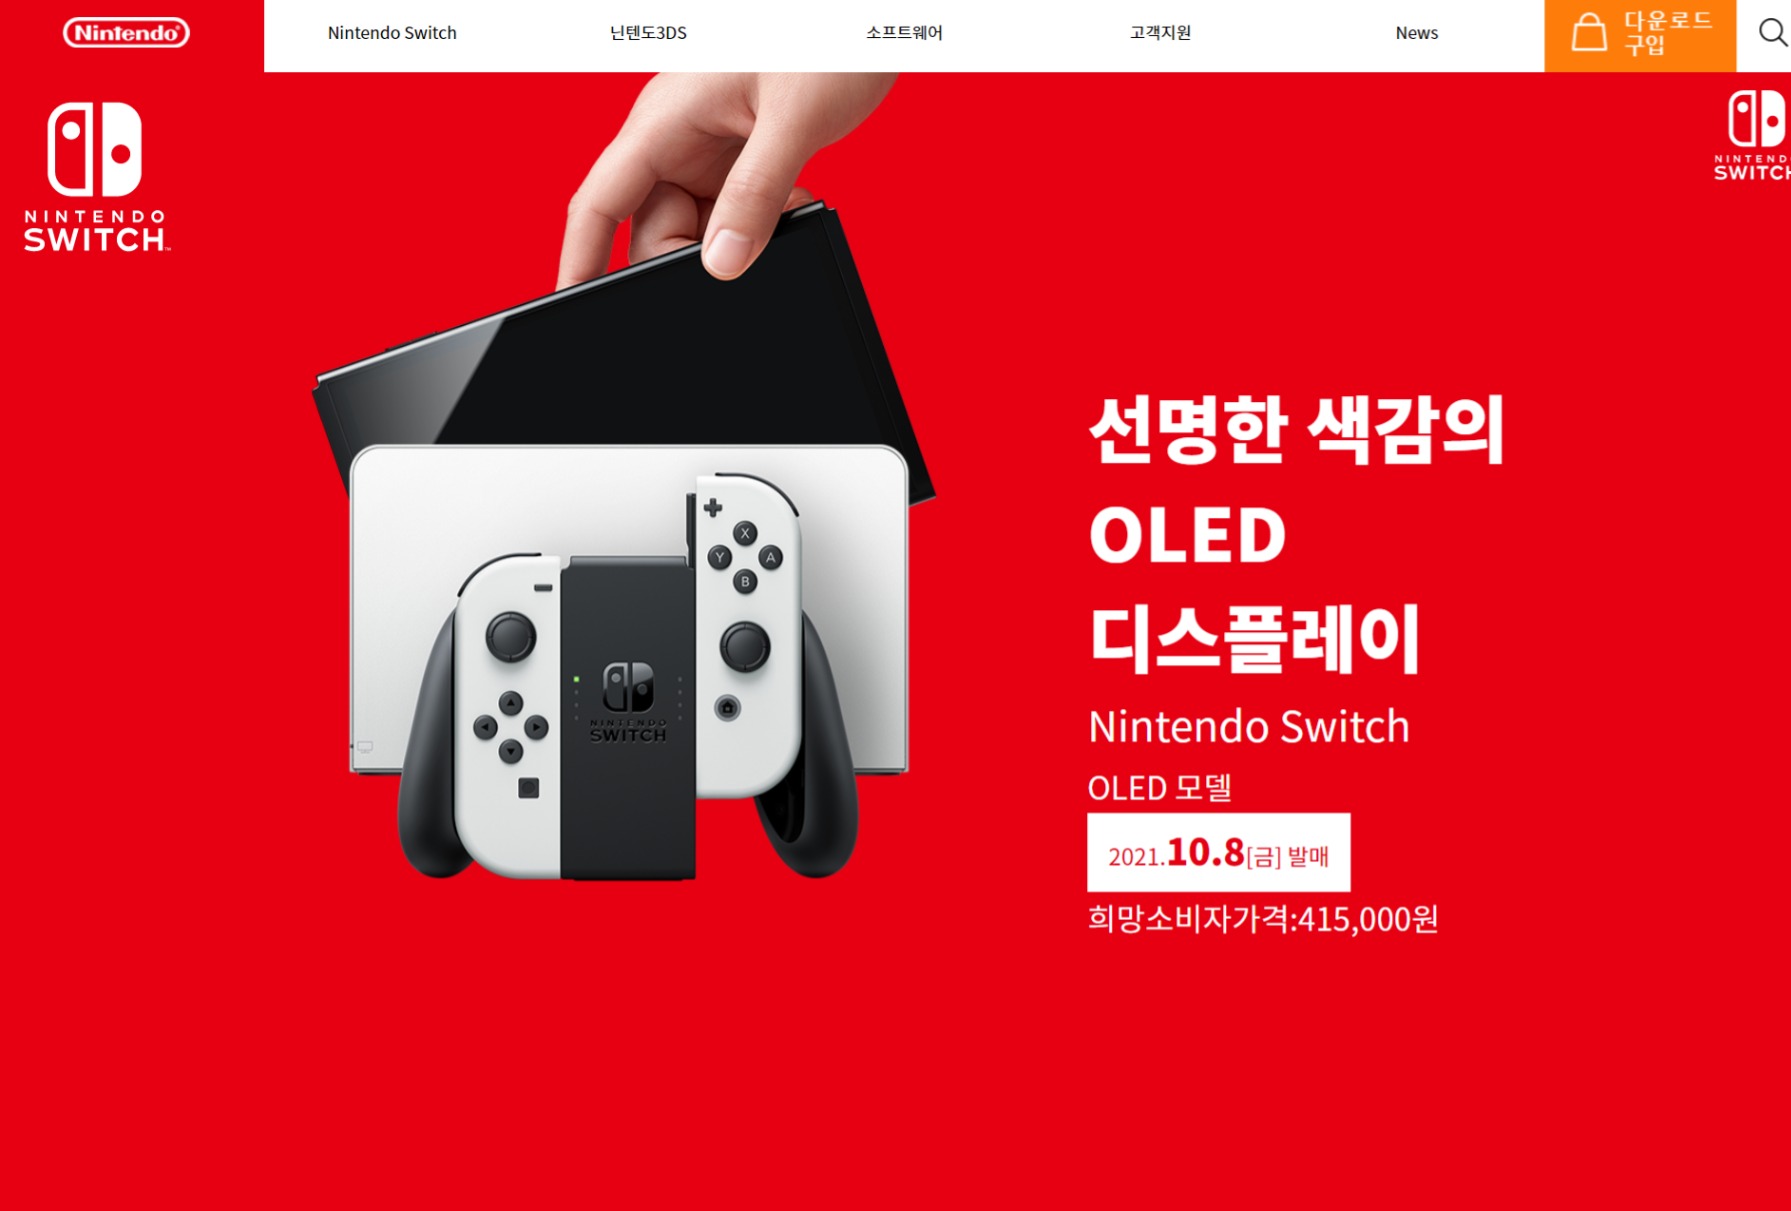 Nintendo
Nintendo Switch
닌텐도3DS
소프트웨어
고객지원
News
다운로드
구입
NINTENDO
SWITCH
NINTENDO
SWITCH
선명한 색감의
OLED
디스플레이
Nintendo Switch
OLED 모델
2021.10.8[금] 발매
희망소비자가격:415,000원
X
Y
A
B
NINTENDO
SWITCH